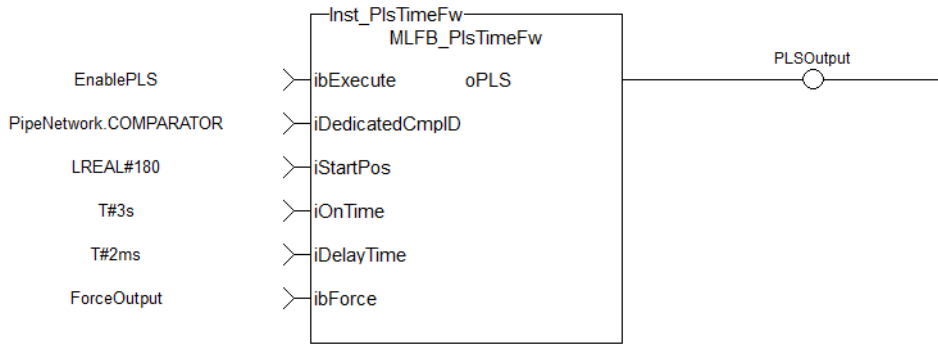 Inst_PlsTimeFw
MLFB_PlsTimeFw
PLSOutput
EnablePLS ibExecute oPLS
PipeNetwork.COMPARATOR iDedicatedCmpID
LREAL#180 iStartPos
T#3s iOnTime
T#2ms iDelayTime
ForceOutput ibForce